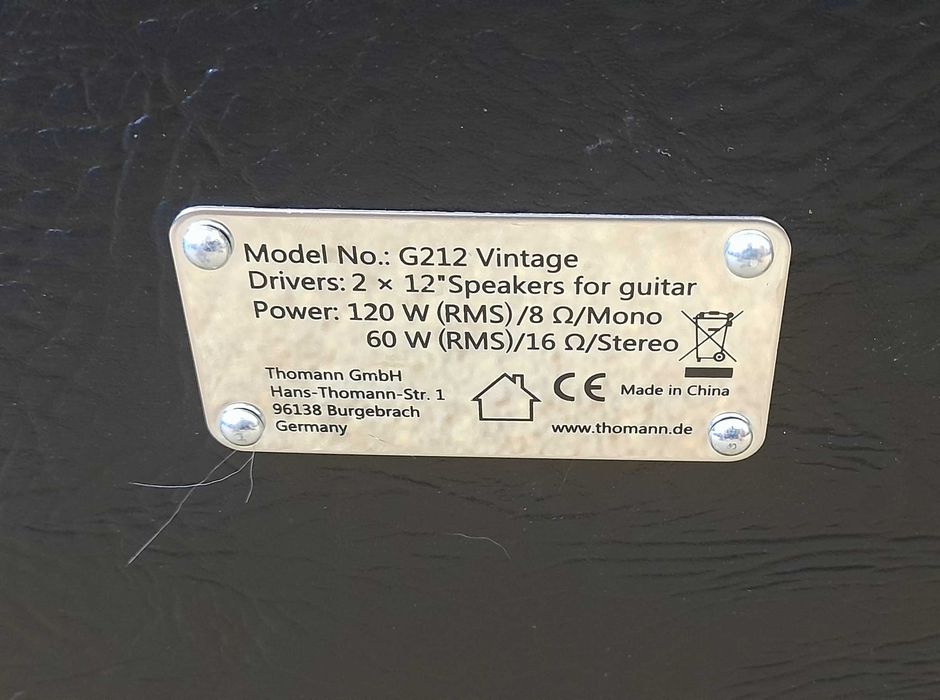 Model No.: G212 Vintage
Drivers: 2 × 12"Speakers for guitar
Power: 120 W (RMS)/8 Ω/Mono
60 W (RMS)/16 Ω/Stereo
Thomann GmbH
Hans-Thomann-Str. 1
96138 Burgebrach
Germany
CE
Made in China
www.thomann.de